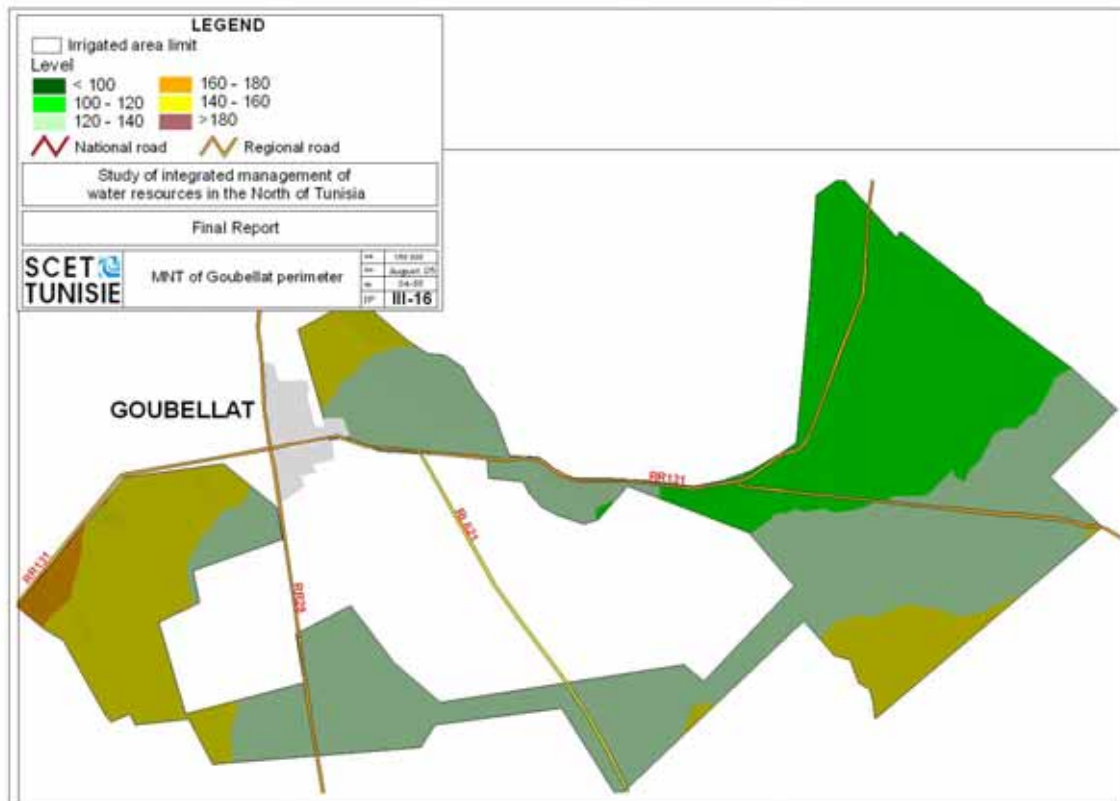 LEGEND
Irrigated area limit
Level
< 100
160 - 180
100 - 120
140 - 160
120 - 140
>180
National road
Regional road
Study of integrated management of
water resources in the North of Tunisia
Final Report
SCET
TUNISIE
MNT of Goubellat perimeter
August 05
III-16
GOUBELLAT
RR131
RL621
RR131
RR28